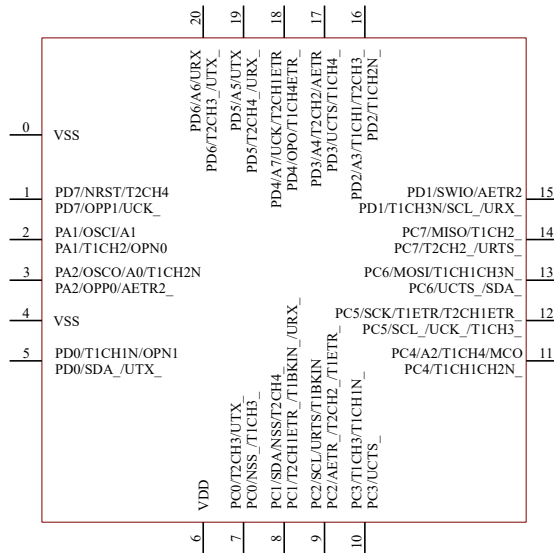 20
19
18
17
16
PD6/A6/URX
PD6/T2CH3_/UTX_
PD5/A5/UTX
PD5/T2CH4_/URX_
PD4/A7/UCK/T2CH1ETR
PD4/OPO/T1CH4ETR_
PD3/A4/T2CH2/AETR
PD3/UCTS/T1CH4_
PD2/A3/T1CH1/T2CH3_
PD2/T1CH2N_
0
VSS
1
PD7/NRST/T2CH4
PD7/OPP1/UCK_
2
PA1/OSCI/A1
PA1/T1CH2/OPN0
3
PA2/OSCO/A0/T1CH2N
PA2/OPP0/AETR2_
4
VSS
5
PD0/T1CH1N/OPN1
PD0/SDA_/UTX_
PD1/SWIO/AETR2
PD1/T1CH3N/SCL_/URX_
15
PC7/MISO/T1CH2_
PC7/T2CH2_/URTS_
14
PC6/MOSI/T1CH1CH3N_
PC6/UCTS_/SDA_
13
PC5/SCK/T1ETR/T2CH1ETR_
PC5/SCL_/UCK_/T1CH3_
12
PC4/A2/T1CH4/MCO
PC4/T1CH1CH2N_
11
VDD
PC0/T2CH3/UTX_
PC0/NSS_/T1CH3_
PC1/SDA/NSS/T2CH4_
PC1/T2CH1ETR_/T1BKIN_/URX_
PC2/SCL/URTS/T1BKIN
PC2/AETR_/T2CH2_/T1ETR_
PC3/T1CH3/T1CH1N_
PC3/UCTS_
6
7
8
9
10